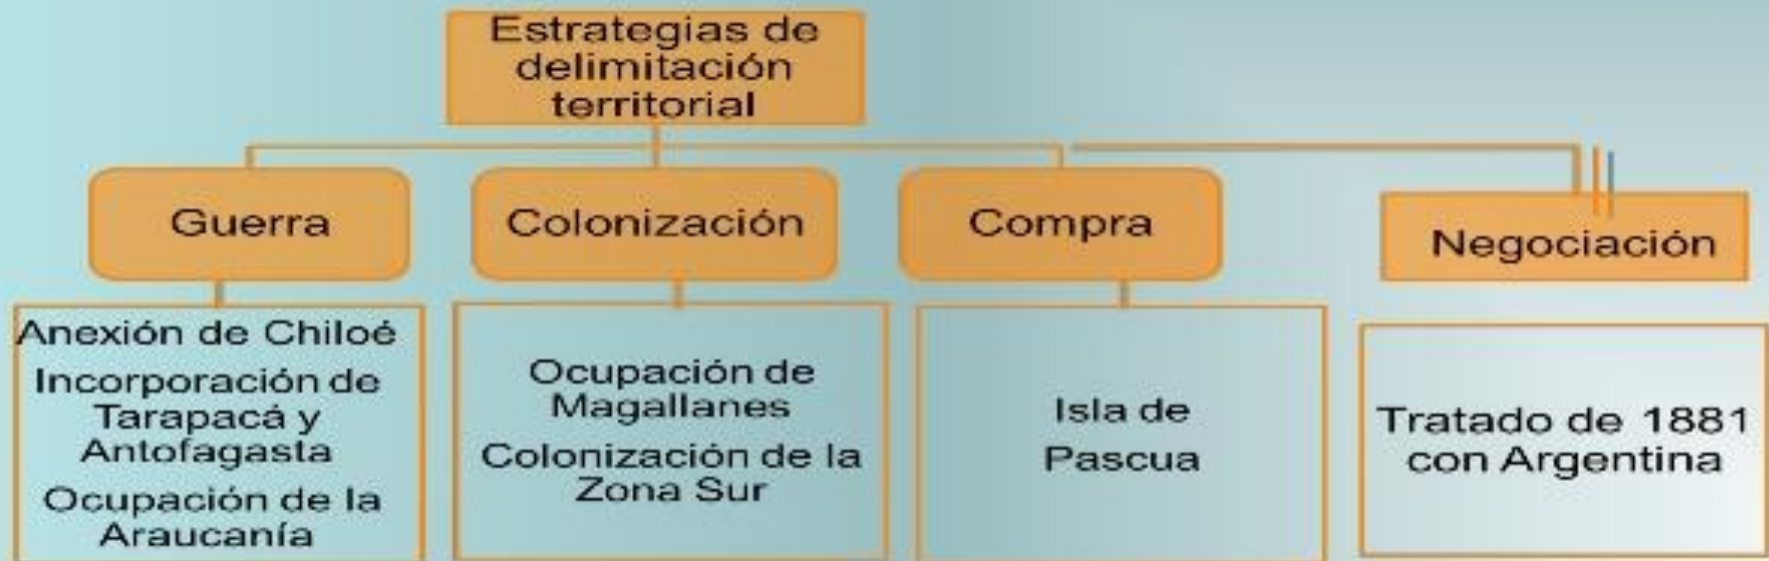 Estrategias de
delimitación
territorial
Guerra
Colonización
Compra
Negociación
Anexión de Chiloé
Incorporación de
Tarapacá y
Antofagasta
Ocupación de la
Araucanía
Ocupación de
Magallanes
Colonización de la
Zona Sur
Isla de
Pascua
Tratado de 1881
con Argentina